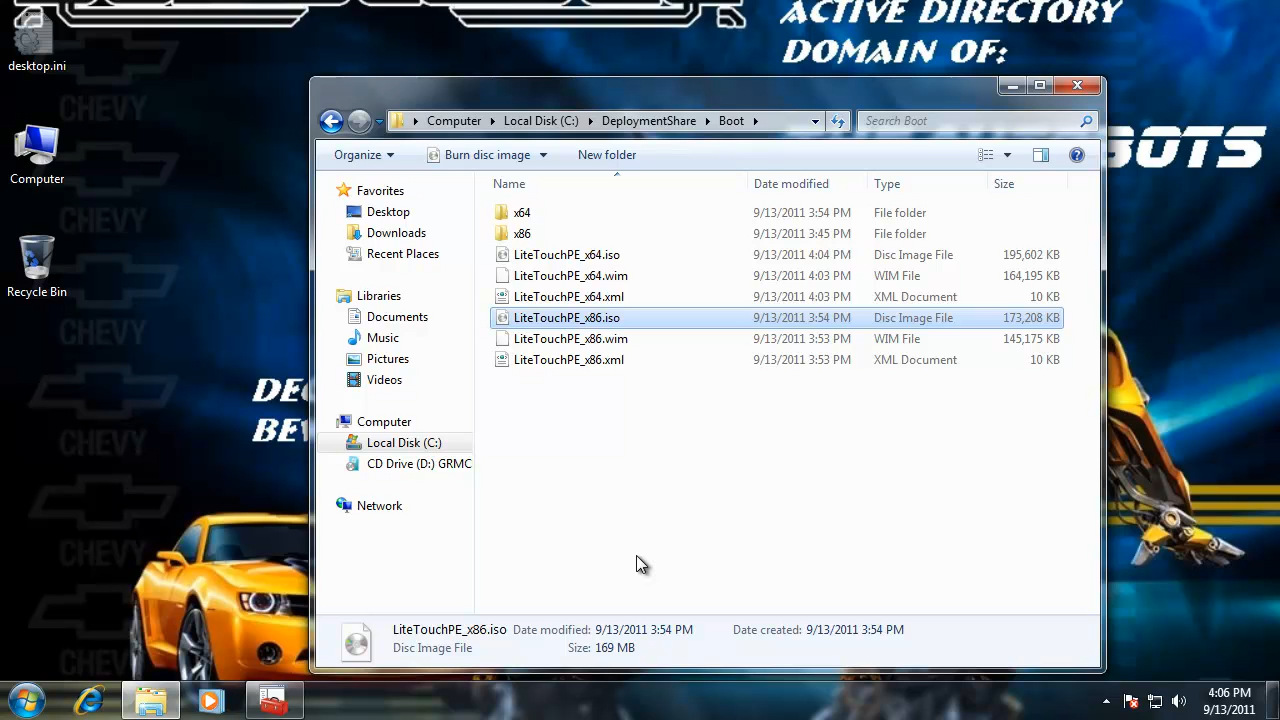 ACTIVE DIRECTORY
DOMAIN OF:
BOTS
DE
BE
CHEVY
CHEVY
CHEVY
CHEVY
CHEVY
desktop.ini
Computer
Recycle Bin
Computer
Local Disk (C:)
DeploymentShare
Boot
Search Boot
Organize
Burn disc image
New folder
Favorites
Desktop
Downloads
Recent Places
Libraries
Documents
Music
Pictures
Videos
Computer
Local Disk (C:)
CD Drive (D:) GRMC
Network
Name Date modified Type Size
x64 9/13/2011 3:54 PM File folder
x86 9/13/2011 3:45 PM File folder
LiteTouchPE_x64.iso 9/13/2011 4:04 PM Disc Image File 195,602 KB
LiteTouchPE_x64.wim 9/13/2011 4:03 PM WIM File 164,195 KB
LiteTouchPE_x64.xml 9/13/2011 4:03 PM XML Document 10 KB
LiteTouchPE_x86.iso 9/13/2011 3:54 PM Disc Image File 173,208 KB
LiteTouchPE_x86.wim 9/13/2011 3:53 PM WIM File 145,175 KB
LiteTouchPE_x86.xml 9/13/2011 3:53 PM XML Document 10 KB
LiteTouchPE_x86.iso Date modified: 9/13/2011 3:54 PM Date created: 9/13/2011 3:54 PM
Disc Image File Size: 169 MB
4:06 PM
9/13/2011